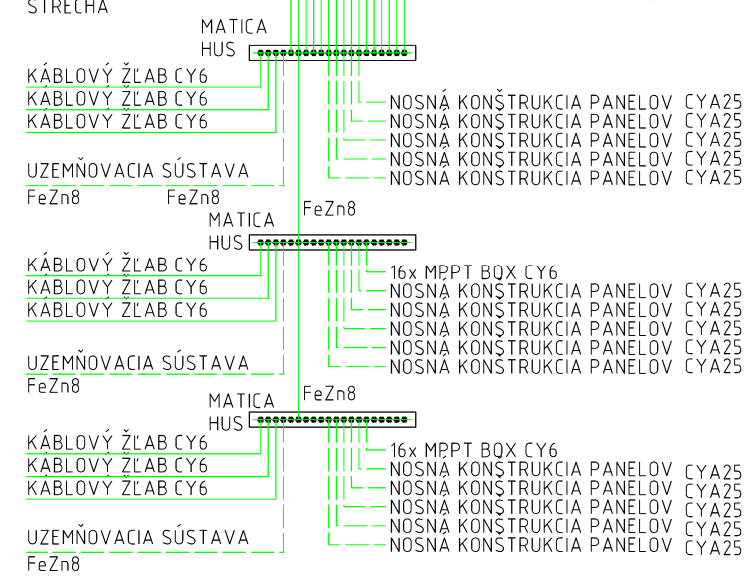 STRECHA
MATICA
HUS
KÁBLOVÝ ŽĽAB CY6
KÁBLOVÝ ŽĽAB CY6
KÁBLOVÝ ŽĽAB CY6
NOSNÁ KONŠTRUKCIA PANELOV CYA25
NOSNÁ KONŠTRUKCIA PANELOV CYA25
NOSNÁ KONŠTRUKCIA PANELOV CYA25
NOSNÁ KONŠTRUKCIA PANELOV CYA25
NOSNÁ KONŠTRUKCIA PANELOV CYA25
UZEMŇOVACIA SÚSTAVA
FeZn8 FeZn8
FeZn8
MATICA
HUS
KÁBLOVÝ ŽĽAB CY6
KÁBLOVÝ ŽĽAB CY6
KÁBLOVÝ ŽĽAB CY6
16x MPPT BOX CY6
NOSNÁ KONŠTRUKCIA PANELOV CYA25
NOSNÁ KONŠTRUKCIA PANELOV CYA25
NOSNÁ KONŠTRUKCIA PANELOV CYA25
NOSNÁ KONŠTRUKCIA PANELOV CYA25
NOSNÁ KONŠTRUKCIA PANELOV CYA25
UZEMŇOVACIA SÚSTAVA
FeZn8
FeZn8
MATICA
HUS
KÁBLOVÝ ŽĽAB CY6
KÁBLOVÝ ŽĽAB CY6
KÁBLOVÝ ŽĽAB CY6
16x MPPT BOX CY6
NOSNÁ KONŠTRUKCIA PANELOV CYA25
NOSNÁ KONŠTRUKCIA PANELOV CYA25
NOSNÁ KONŠTRUKCIA PANELOV CYA25
NOSNÁ KONŠTRUKCIA PANELOV CYA25
NOSNÁ KONŠTRUKCIA PANELOV CYA25
UZEMŇOVACIA SÚSTAVA
FeZn8